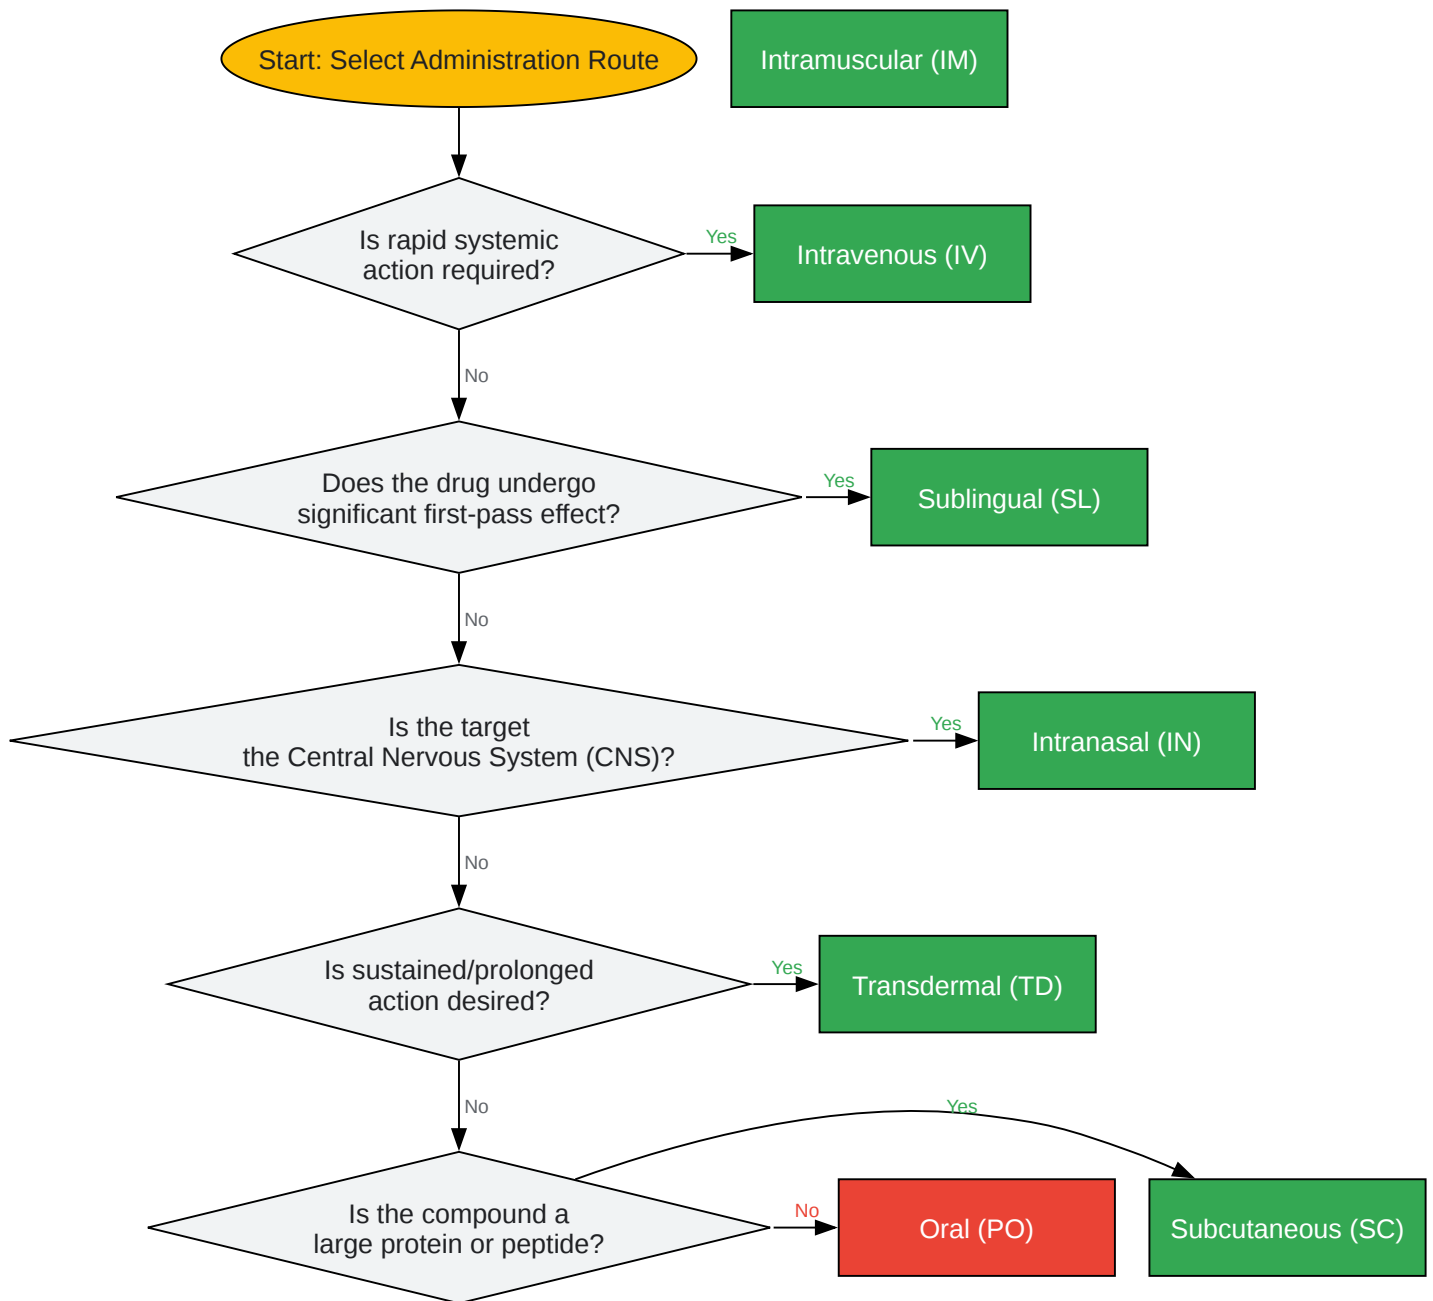 Start: Select Administration Route
Intramuscular (IM)
Is rapid systemic
action required?
Yes
Intravenous (IV)
No
Does the drug undergo
significant first-pass effect?
Yes
Sublingual (SL)
No
Is the target
the Central Nervous System (CNS)?
Yes
Intranasal (IN)
No
Is sustained/prolonged
action desired?
Yes
Transdermal (TD)
No
Yes
Is the compound a
large protein or peptide?
No
Oral (PO)
Subcutaneous (SC)